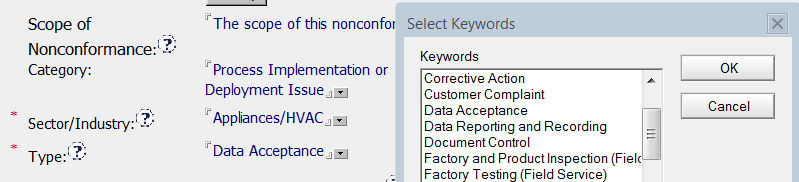 Scope of
Nonconformance:
The scope of this nonconfor
Category:
Process Implementation or
Deployment Issue
* Sector/Industry:
Appliances/HVAC
* Type:
Data Acceptance
Select Keywords
Keywords
Corrective Action
Customer Complaint
Data Acceptance
Data Reporting and Recording
Document Control
Factory and Product Inspection (Field
Factory Testing (Field Service)
OK
Cancel